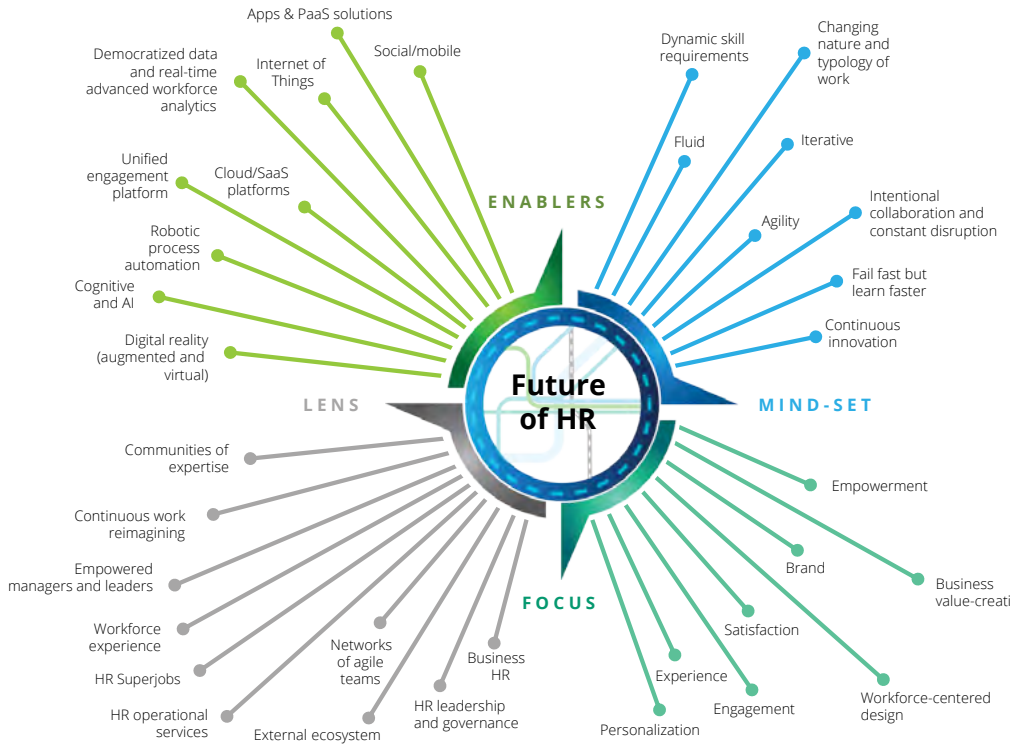 Apps & PaaS solutions
Social/mobile
Democratized data
and real-time
advanced workforce
analytics
Internet of
Things
Unified
engagement
platform
Cloud/SaaS
platforms
Robotic
process
automation
Cognitive
and AI
Digital reality
(augmented and
virtual)
ENABLERS
Dynamic skill
requirements
Changing
nature and
typology of
work
Fluid
Iterative
Agility
Intentional
collaboration and
constant disruption
Fail fast but
learn faster
Continuous
innovation
MIND-SET
Future
of HR
LENS
Communities of
expertise
Continuous work
reimagining
Empowered
managers and leaders
Workforce
experience
HR Superjobs
HR operational
services
External ecosystem
Networks
of agile
teams
HR leadership
and governance
Business
HR
FOCUS
Empowerment
Business
value-creati
Brand
Satisfaction
Workforce-centered
design
Experience
Engagement
Personalization